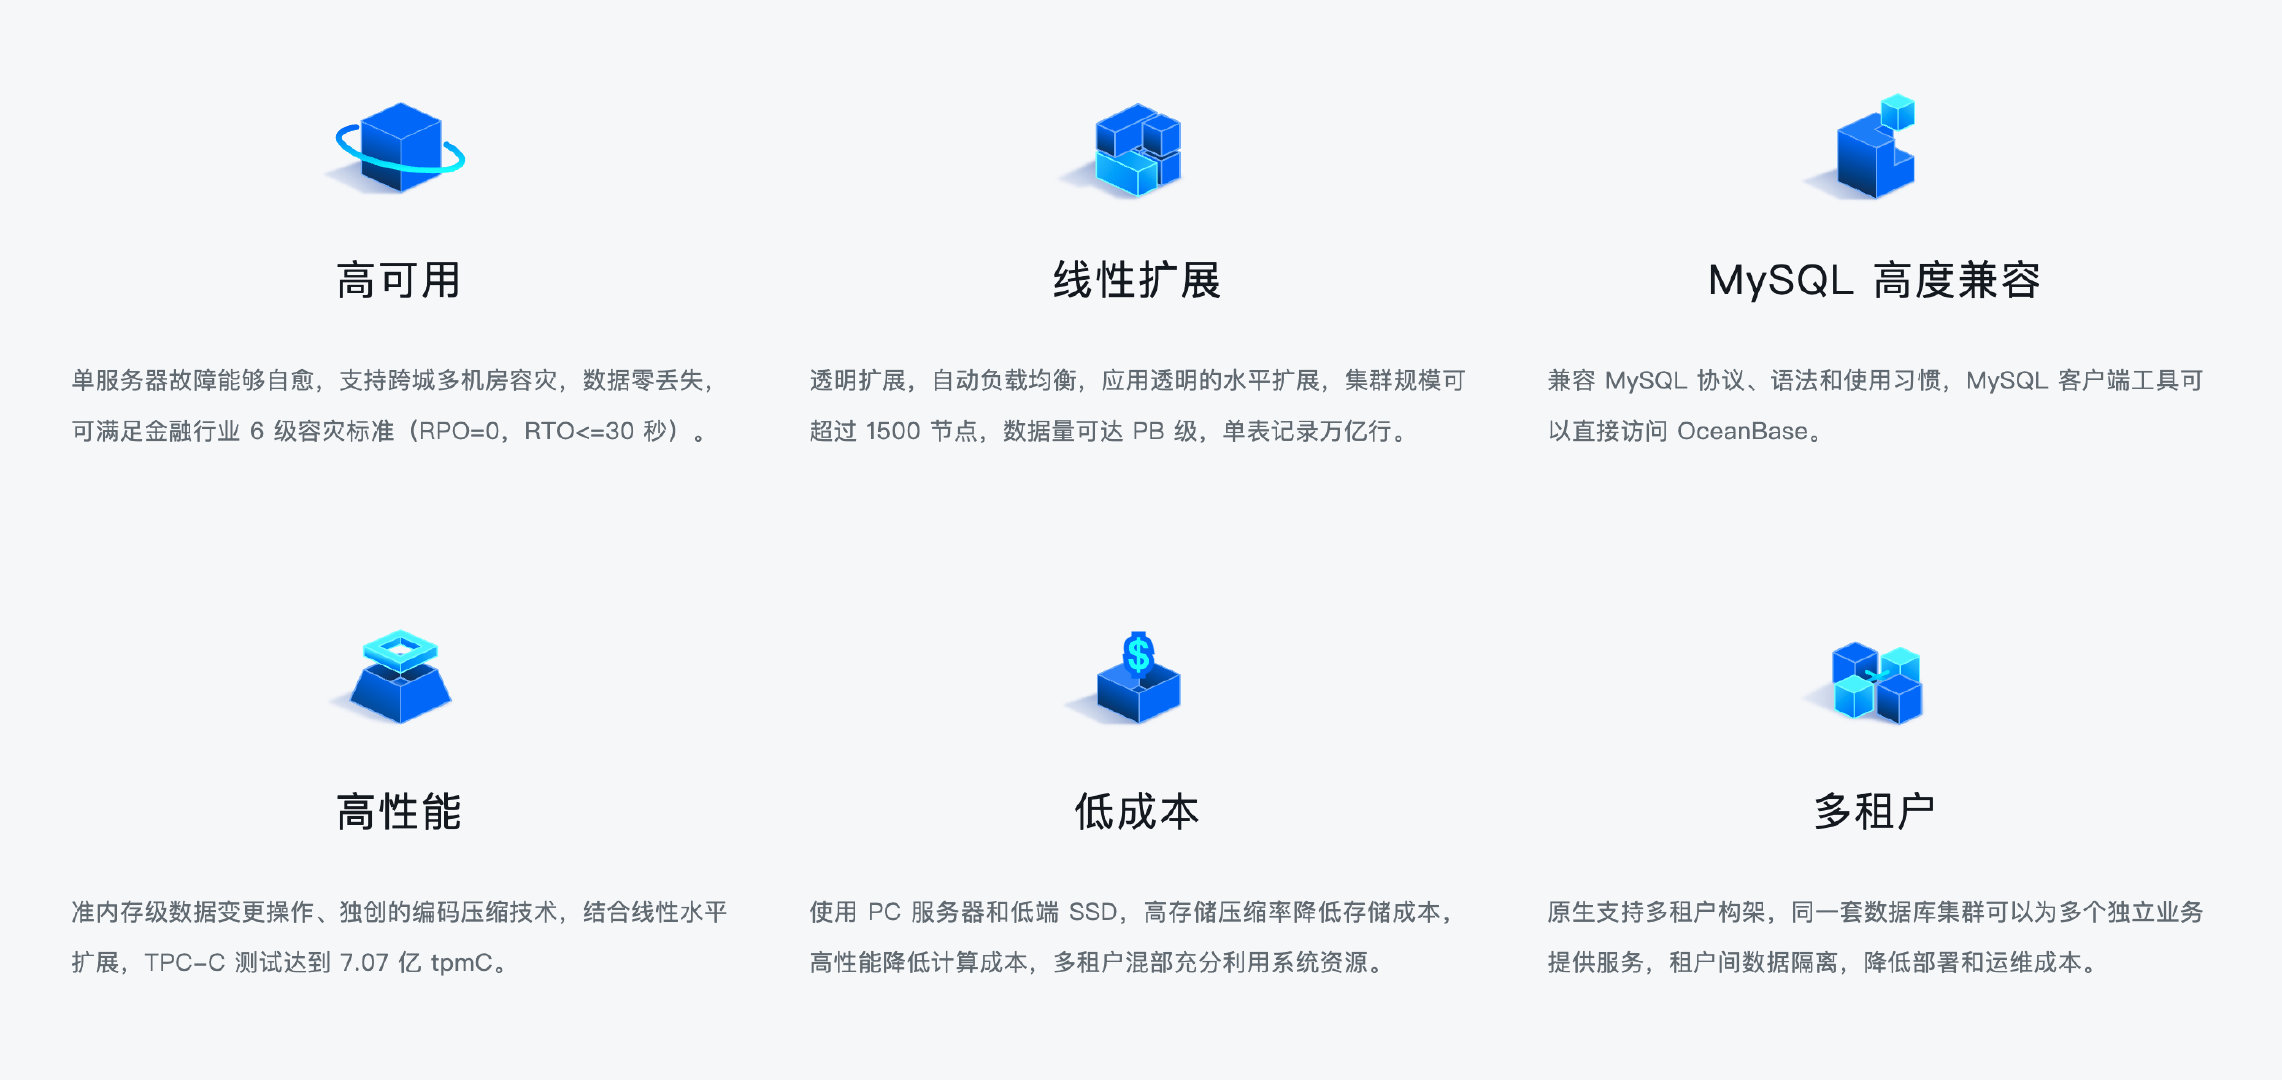 高可用
单服务器故障能够自愈，支持跨城多机房容灾，数据零丢失，
可满足金融行业 6 级容灾标准（RPO=0，RTO<=30 秒）。
线性扩展
透明扩展，自动负载均衡，应用透明的水平扩展，集群规模可
超过 1500 节点，数据量可达 PB 级，单表记录万亿行。
MySQL 高度兼容
兼容 MySQL 协议、语法和使用习惯，MySQL 客户端工具可
以直接访问 OceanBase。
$
高性能
准内存级数据变更操作、独创的编码压缩技术，结合线性水平
扩展，TPC-C 测试达到 7.07 亿 tpmC。
低成本
使用 PC 服务器和低端 SSD，高存储压缩率降低存储成本，
高性能降低计算成本，多租户混部充分利用系统资源。
多租户
原生支持多租户构架，同一套数据库集群可以为多个独立业务
提供服务，租户间数据隔离，降低部署和运维成本。